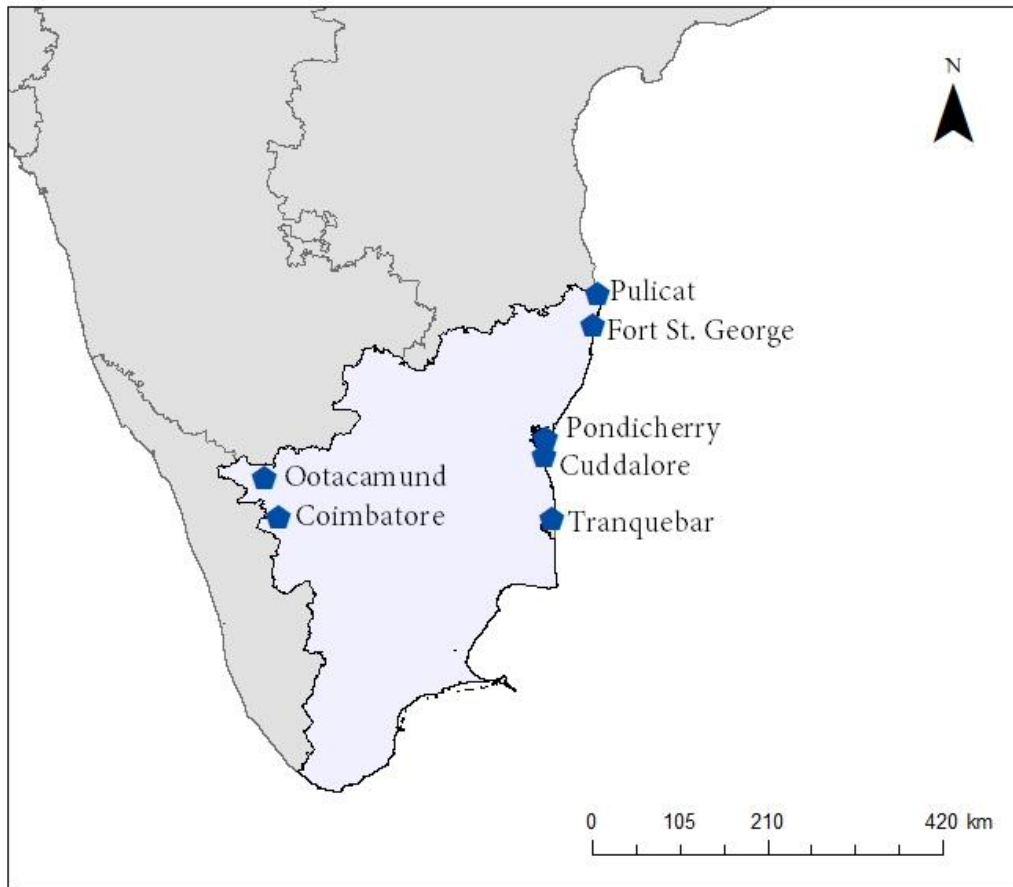 N
Pulicat
Fort St. George
Pondicherry
Cuddalore
Ootacamund
Coimbatore
Tranquebar
0 105 210 420 km